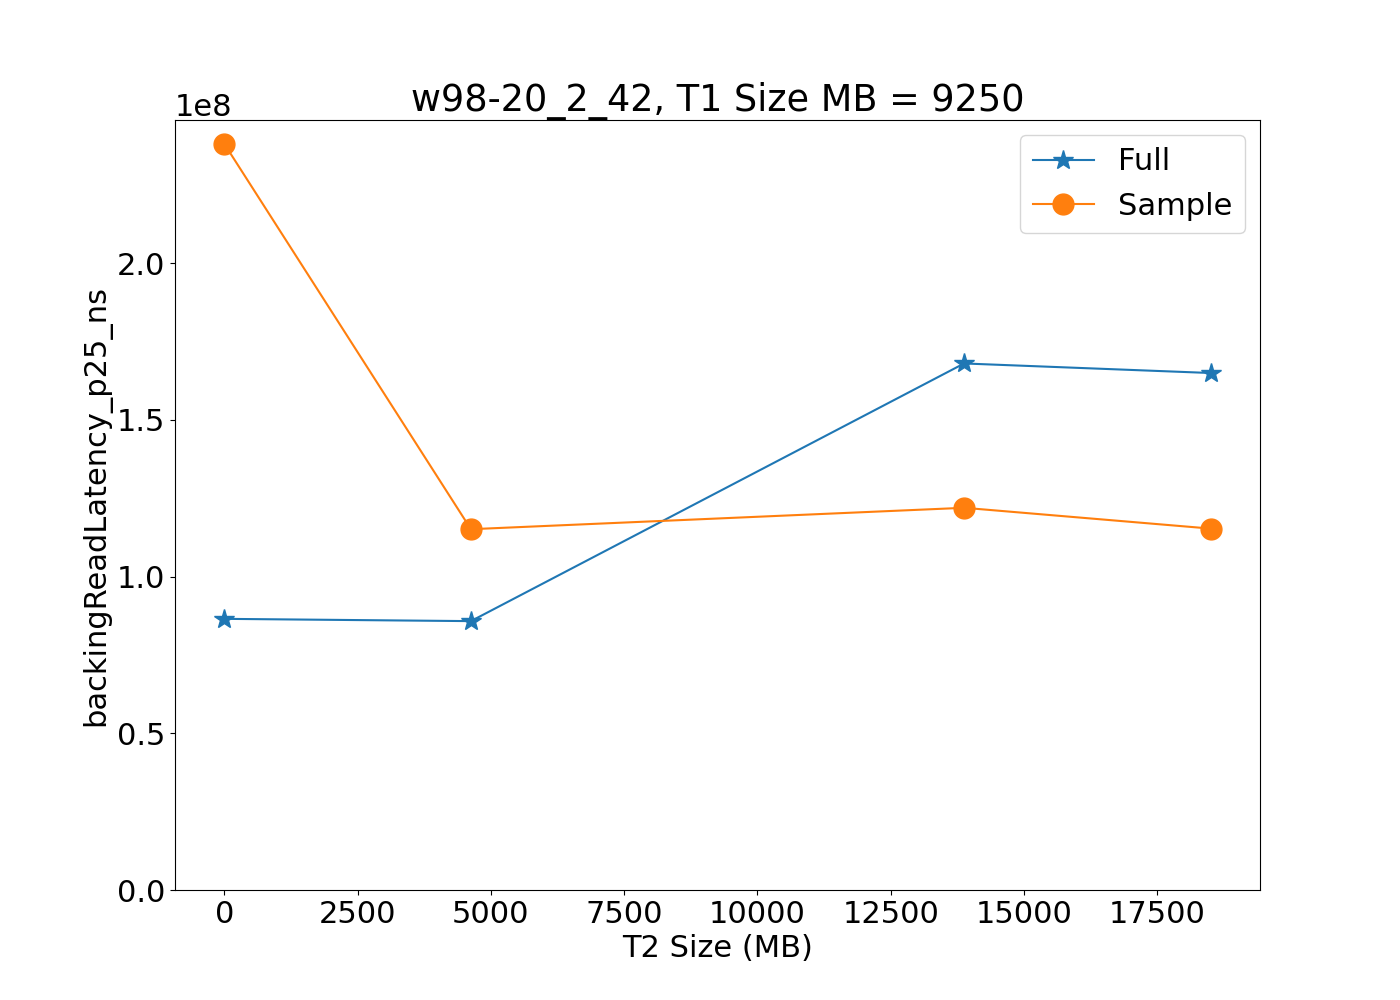 w98-20_2_42, T1 Size MB = 9250
1e8
Full
Sample
2.0
1.5
1.0
0.5
0.0
backingReadLatency_p25_ns
0 2500 5000 7500 10000 12500 15000 17500
T2 Size (MB)